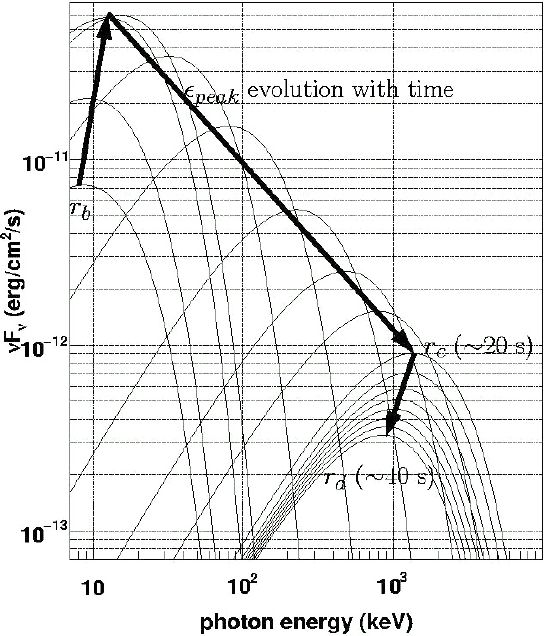 ϵpeak evolution with time
10⁻¹¹
rb
νFν (erg/cm²/s)
10⁻¹²
rc (∼20 s)
rd (∼40 s)
10⁻¹³
10 10² 10³
photon energy (keV)